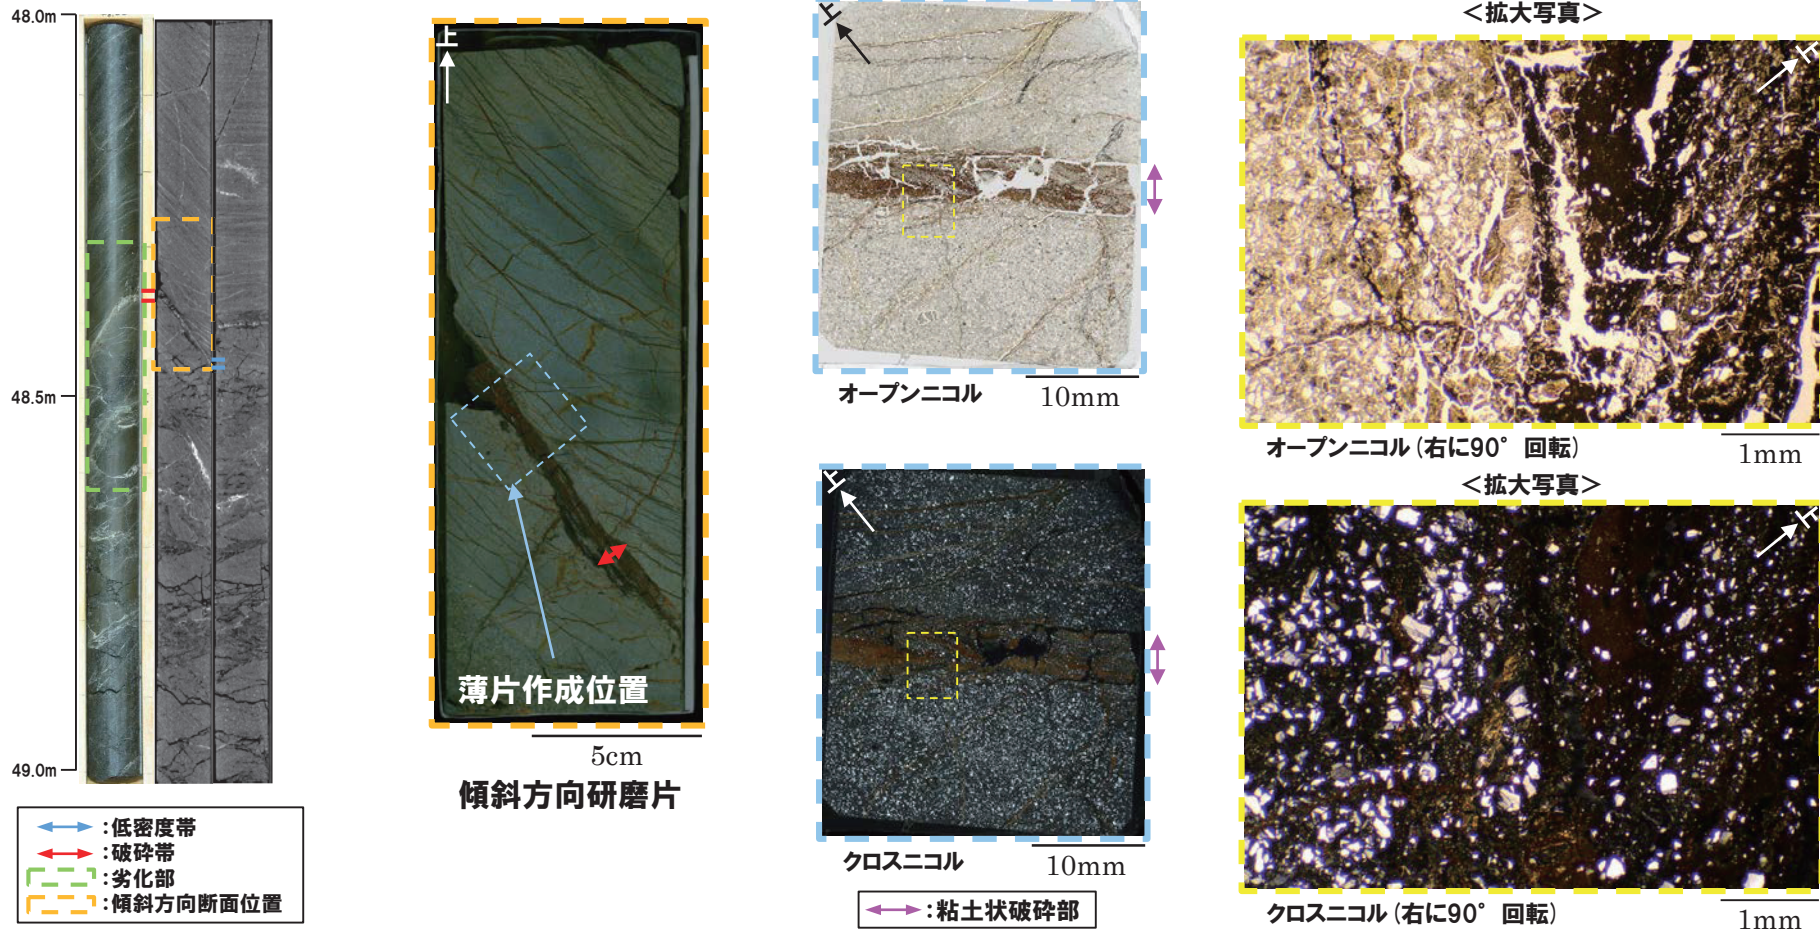 48.0m
48.5m
49.0m
:低密度帯
:破砕帯
:劣化部
:傾斜方向断面位置
上
薄片作成位置
5cm
傾斜方向研磨片
上
オープンニコル
10mm
上
クロスニコル
10mm
:粘土状破砕部
<拡大写真>
上
オープンニコル(右に90°回転)
1mm
<拡大写真>
上
クロスニコル(右に90°回転)
1mm